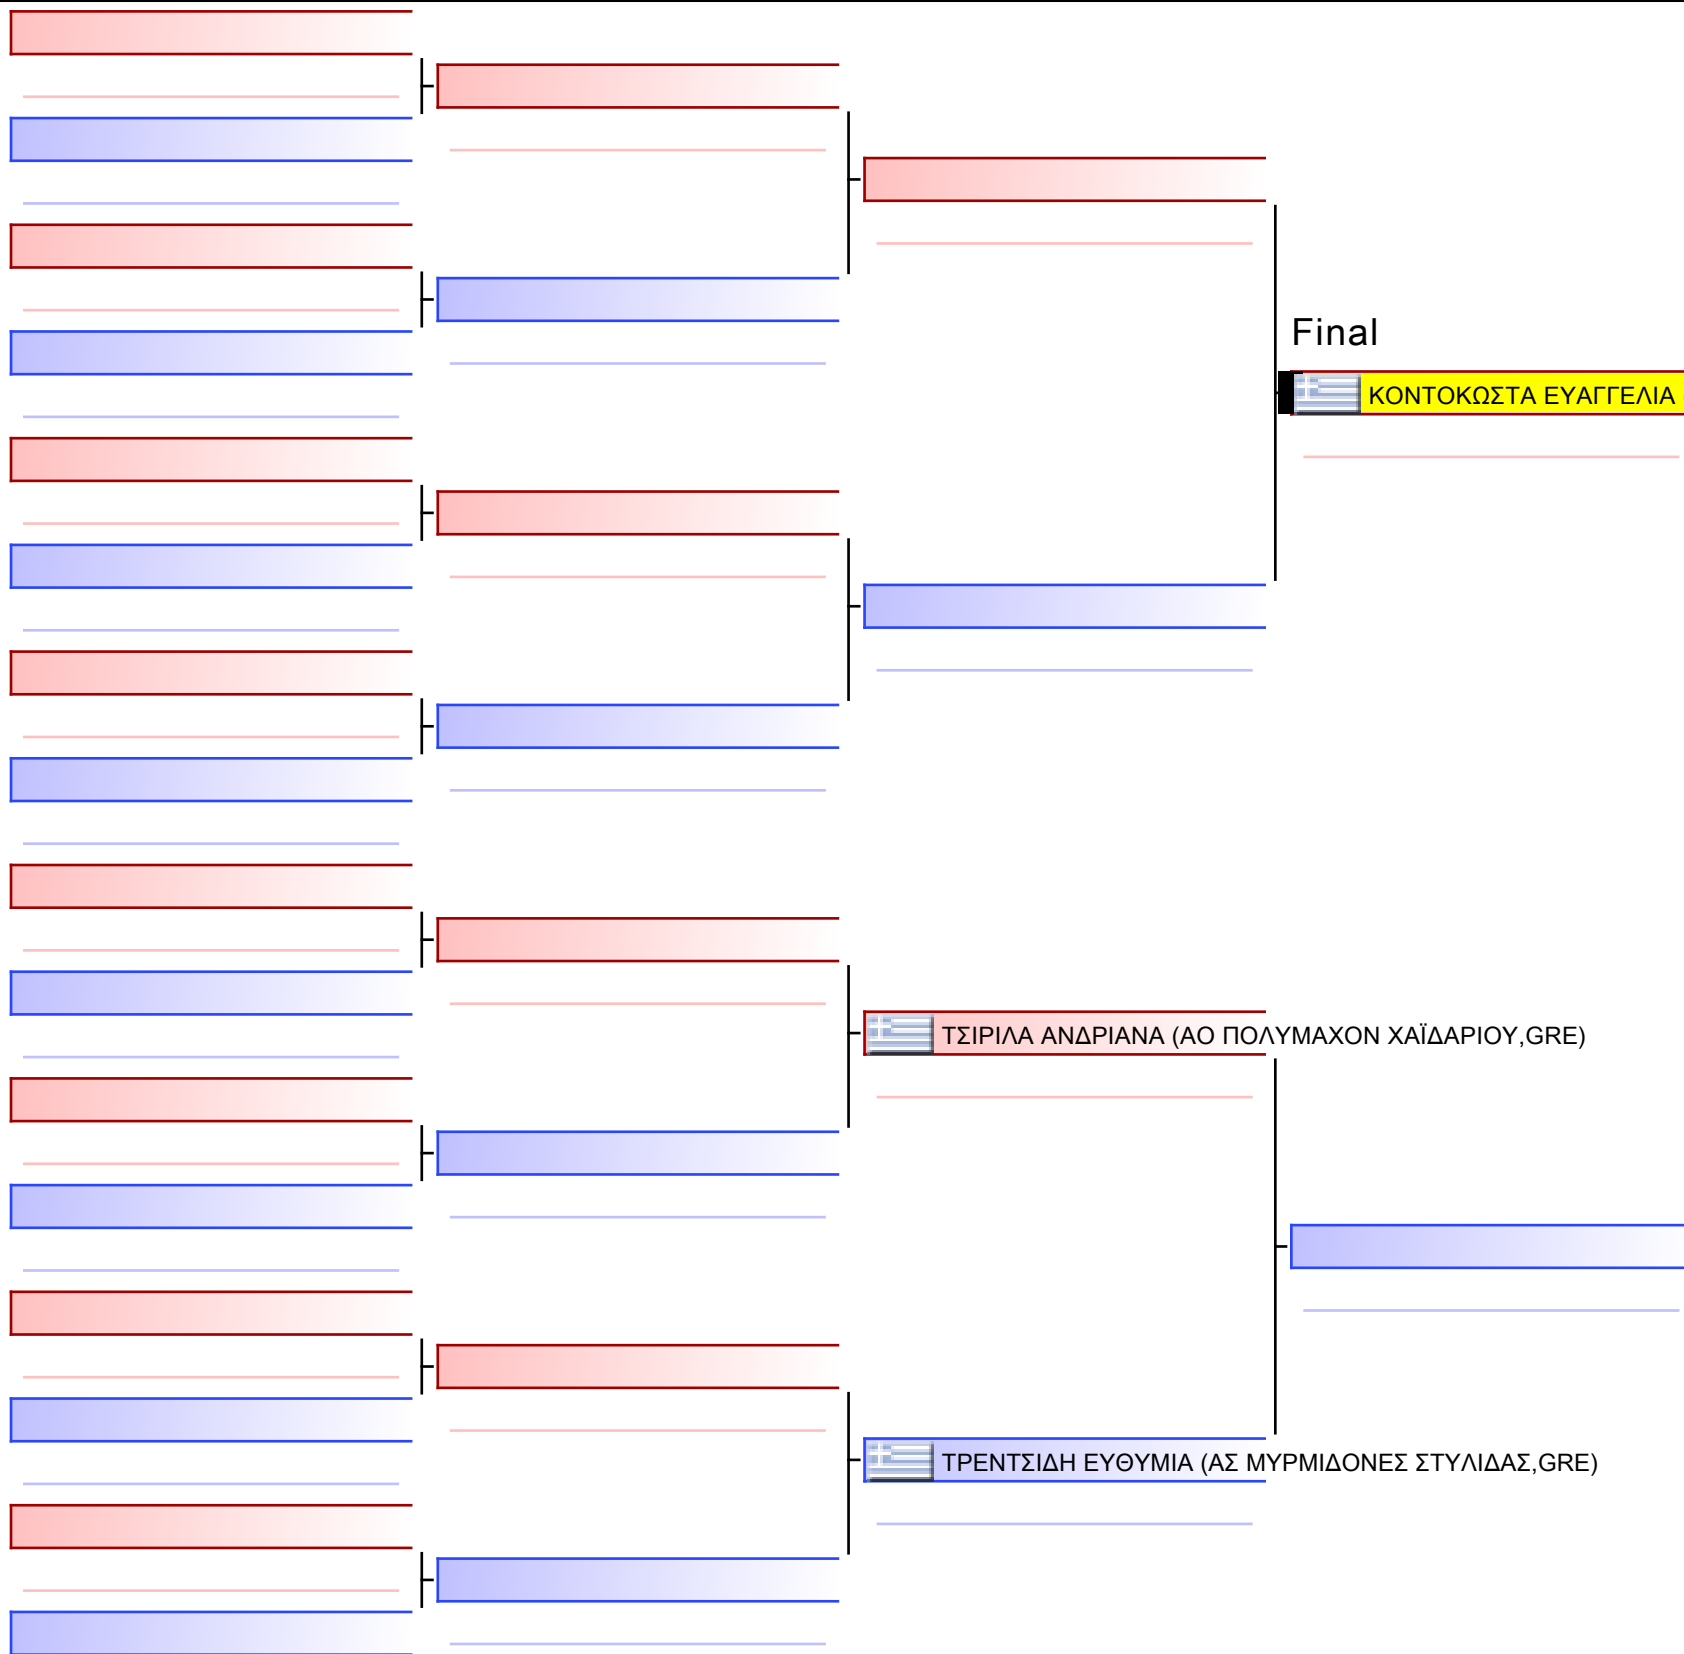 Final
ΚΟΝΤΟΚΩΣΤΑ ΕΥΑΓΓΕΛΙΑ
ΤΣΙΡΙΛΑ ΑΝΔΡΙΑΝΑ (ΑΟ ΠΟΛΥΜΑΧΟΝ ΧΑΪΔΑΡΙΟΥ,GRE)
ΤΡΕΝΤΣΙΔΗ ΕΥΘΥΜΙΑ (ΑΣ ΜΥΡΜΙΔΟΝΕΣ ΣΤΥΛΙΔΑΣ,GRE)